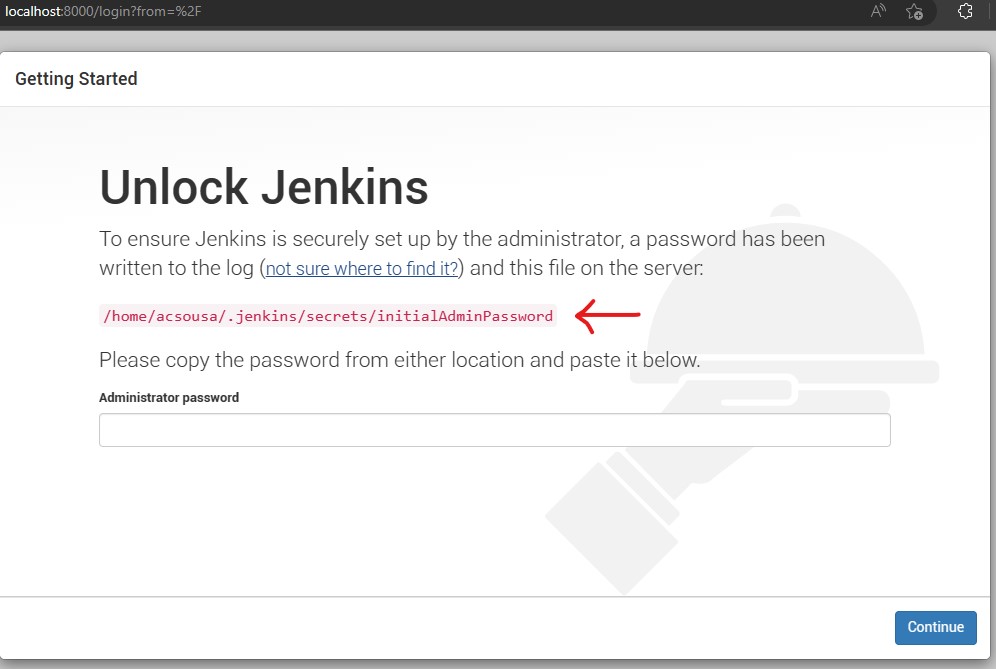 localhost:8000/login?from=%2F
Getting Started
Unlock Jenkins
To ensure Jenkins is securely set up by the administrator, a password has been
written to the log (not sure where to find it?) and this file on the server:
/home/acsousa/.jenkins/secrets/initialAdminPassword
Please copy the password from either location and paste it below.
Administrator password
Continue